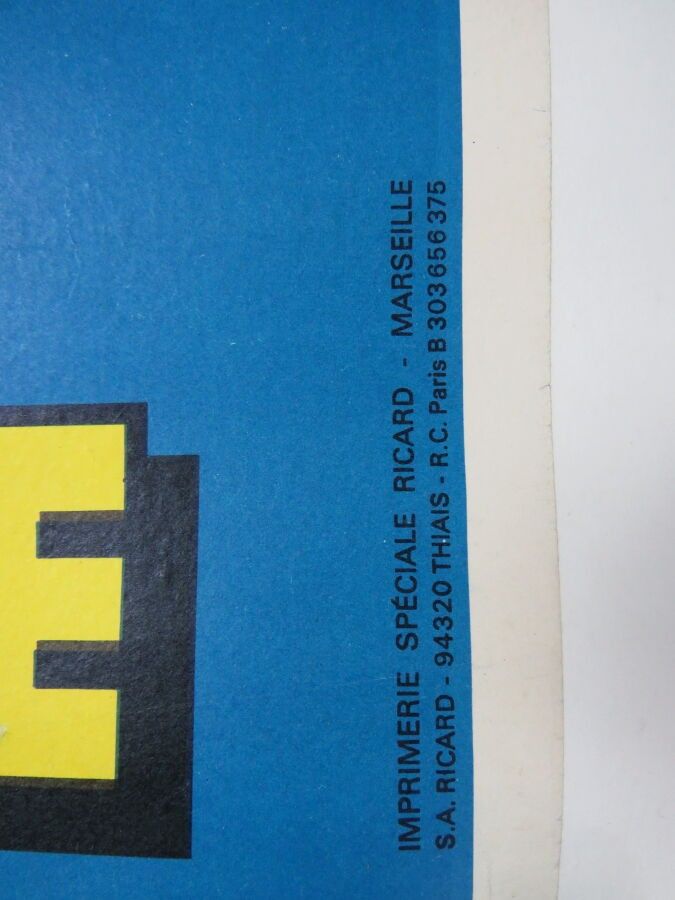 E
IMPRIMERIE SPÉCIALE RICARD - MARSEILLE
S.A. RICARD - 94320 THIAIS - R.C. Paris B 303 656 375